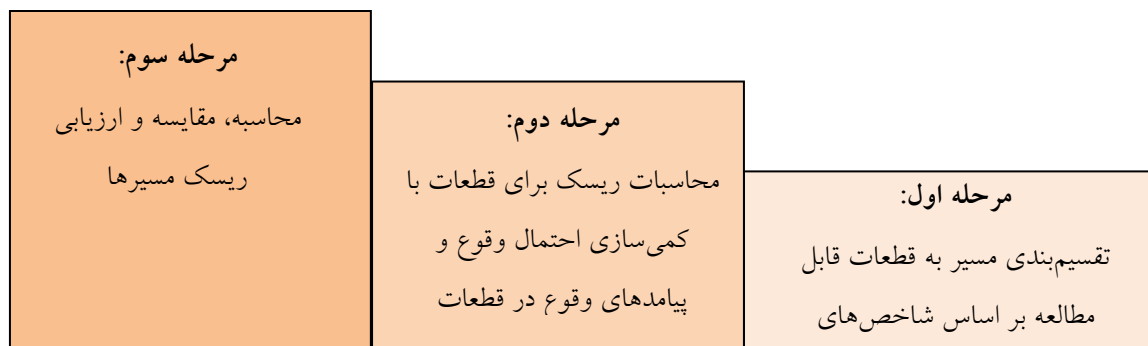 مرحله اول:
تقسیم‌بندی مسیر به قطعات قابل
مطالعه بر اساس شاخص‌های
مرحله دوم:
محاسبات ریسک برای قطعات با
کمی‌سازی احتمال وقوع و
پیامدهای وقوع در قطعات
مرحله سوم:
محاسبه، مقایسه و ارزیابی
ریسک مسیرها